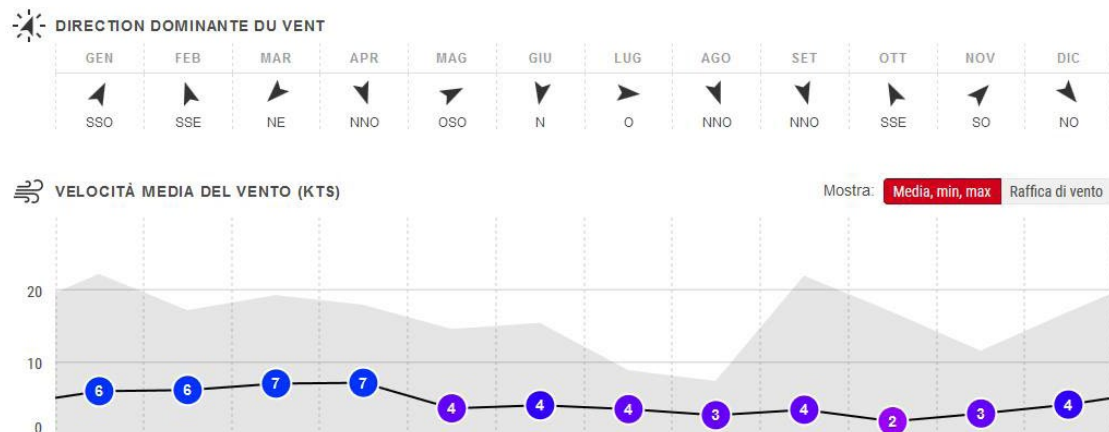 DIRECTION DOMINANTE DU VENT
GEN FEB MAR APR MAG GIU LUG AGO SET OTT NOV DIC
SSO SSE NE NNO OSO N O NNO NNO SSE SO NO
VELOCITÀ MEDIA DEL VENTO (KTS) Mostra: Media, min, max Raffica di vento
20
10
6 6 7 7 4 4 4 3 4 2 3 4
0